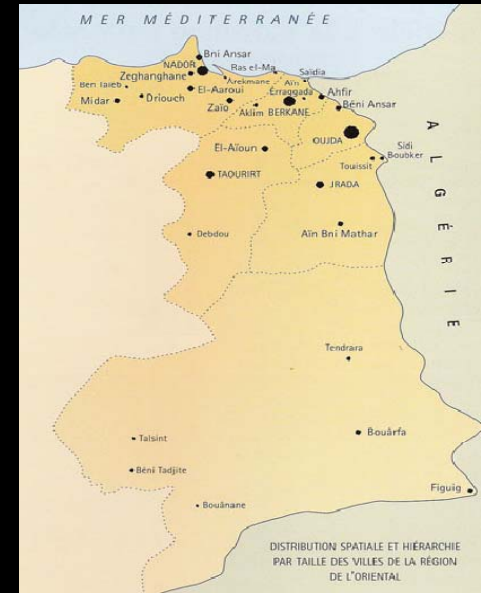 MER MÉDITERRANÉE
Bni Ansar
NADOR
Ras el-Ma
Saïdia
Zeghanghane
Arekmane
Aïn
Erraggada
Ben Taïeb
El-Aaroui
Ahfir
Midar
Driouch
Zaïo
Aklim
BERKANE
Béni Ansar
OUJDA
El-Aïoun
Sidi
Boubker
Touissit
TAOURIRT
JRADA
Debdou
Aïn Bni Mathar
ALGÉRIE
Tendrara
Talsint
Bouârfa
Béni Tadjite
Figuig
Bouânane
DISTRIBUTION SPATIALE ET HIÉRARCHIE
PAR TAILLE DES VILLES DE LA RÉGION
DE L'ORIENTAL